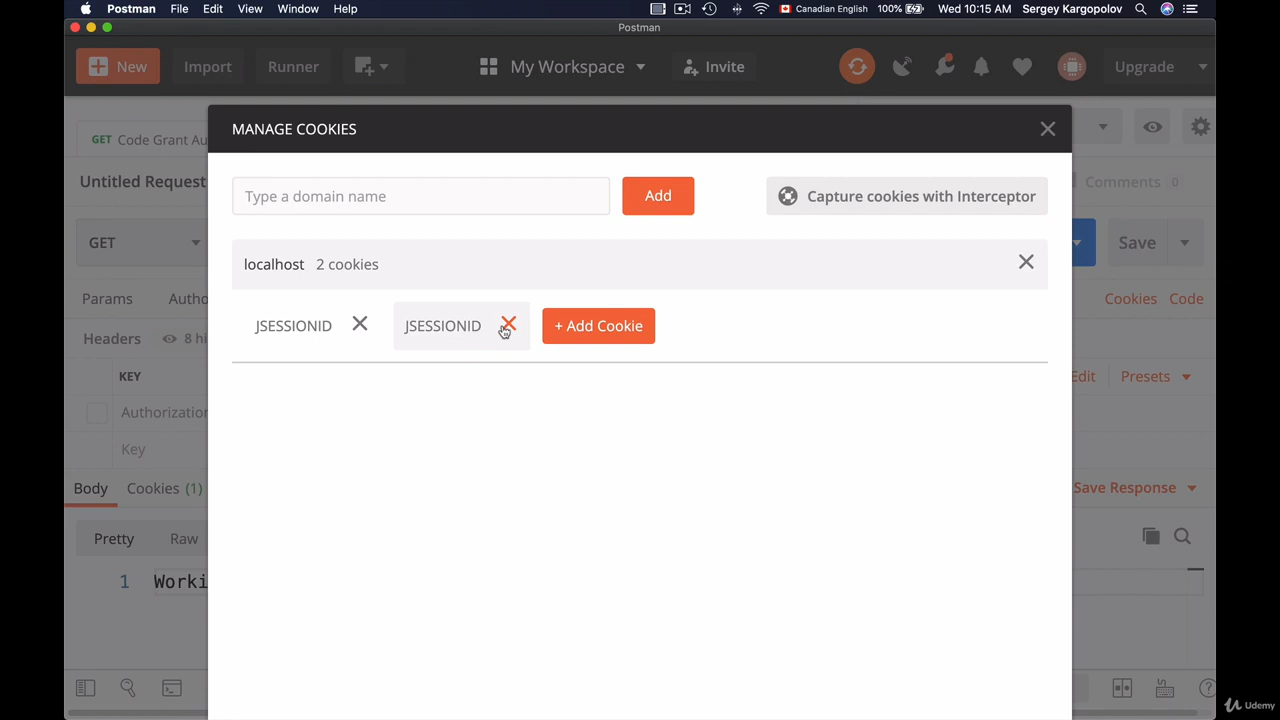 Postman File Edit View Window Help Canadian English 100% Wed 10:15 AM Sergey Kargopolov
Postman
New Import Runner My Workspace Invite Upgrade
MANAGE COOKIES
GET Code Grant Au
Untitled Request Comments 0
Type a domain name Add Capture cookies with Interceptor
GET Save
localhost 2 cookies
Params Autho Cookies Code
JSESSIONID JSESSIONID + Add Cookie
Headers 8 hi
KEY Edit Presets
Authorization
Key
Body Cookies (1) Save Response
Pretty Raw
1 Worki
Udemy